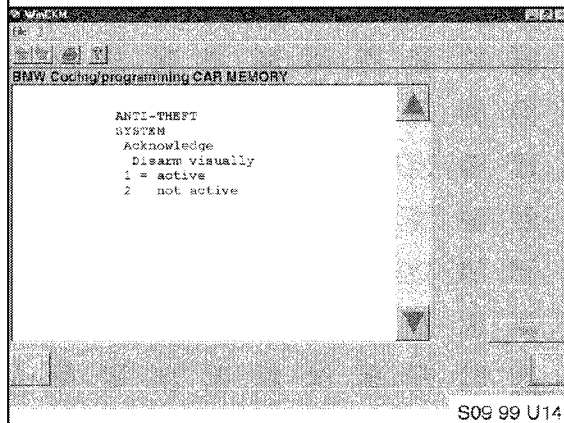 BMW Coding/programming CAR MEMORY
ANTI-THEFT
SYSTEM
Acknowledge
Disarm visually
1 = active
2 not active
S09 99 U14